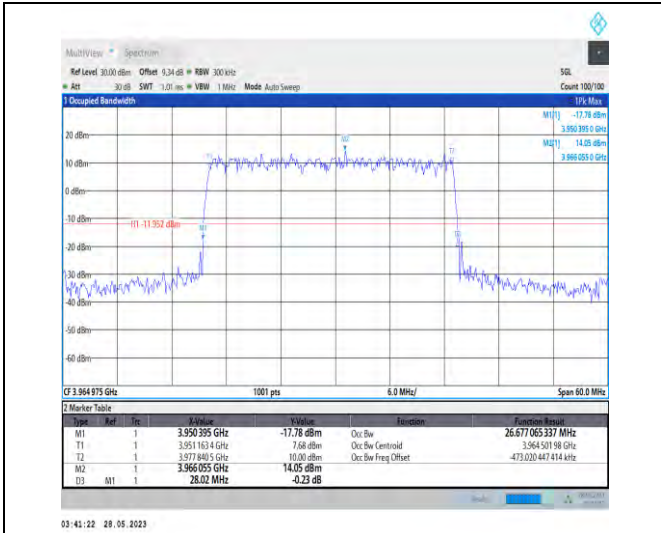 MultiView Spectrum
Ref Level 30.00 dBm Offset 9.34 dB RBW 300 kHz SGL
Att 30 dB SWT 1.01 ms VBW 1 MHz Mode Auto Sweep Count 100/100
1 Occupied Bandwidth 1Pk Max
M1[1] -17.78 dBm
3.950 395 0 GHz
M2[1] 14.05 dBm
3.966 055 0 GHz
20 dBm
M2
T2
10 dBm
0 dBm
-10 dBm
H1 -11.952 dBm
M1
-20 dBm
-30 dBm
-40 dBm
-50 dBm
-60 dBm
CF 3.964 975 GHz 1001 pts 6.0 MHz/ Span 60.0 MHz
2 Marker Table
Type Ref Trc X-Value Y-Value Function Function Result
M1 1 3.950 395 GHz -17.78 dBm Occ Bw 26.677 065 337 MHz
T1 1 3.951 163 4 GHz 7.68 dBm Occ Bw Centroid 3.964 501 98 GHz
T2 1 3.977 840 5 GHz 10.00 dBm Occ Bw Freq Offset -473.020 447 414 kHz
M2 1 3.966 055 GHz 14.05 dBm
D3 M1 1 28.02 MHz -0.23 dB
03:41:22 28.05.2023